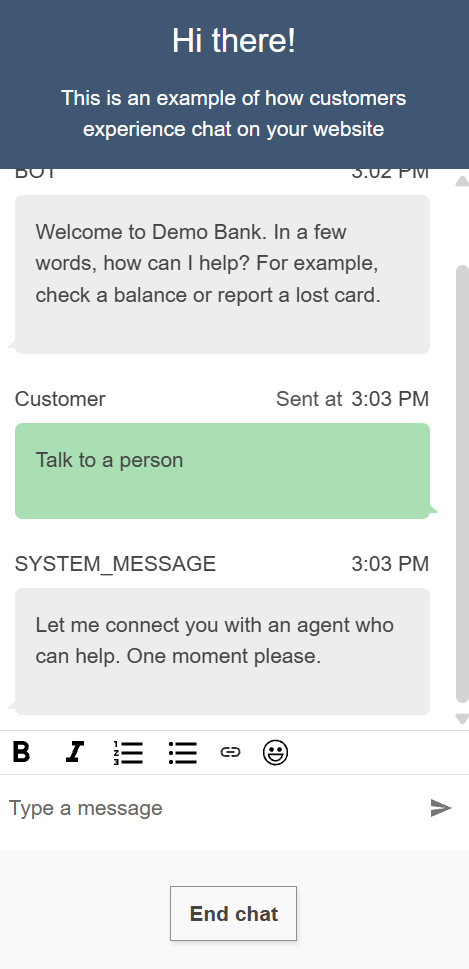 Hi there!
This is an example of how customers
experience chat on your website
BOT 3:02 PM
Welcome to Demo Bank. In a few
words, how can I help? For example,
check a balance or report a lost card.
Customer Sent at 3:03 PM
Talk to a person
SYSTEM_MESSAGE 3:03 PM
Let me connect you with an agent who
can help. One moment please.
B I
Type a message
End chat